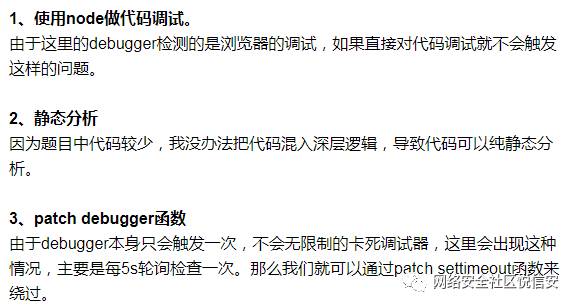 1、使用node做代码调试。
由于这里的debugger检测的是浏览器的调试，如果直接对代码调试就不会触发
这样的问题。
2、静态分析
因为题目中代码较少，我没办法把代码混入深层逻辑，导致代码可以纯静态分
析。
3、patch debugger函数
由于debugger本身只会触发一次，不会无限制的卡死调试器，这里会出现这种
情况，主要是每5s轮询检查一次。那么我们就可以通过patch settimeout函数来
绕过。
网络安全社区悦信安